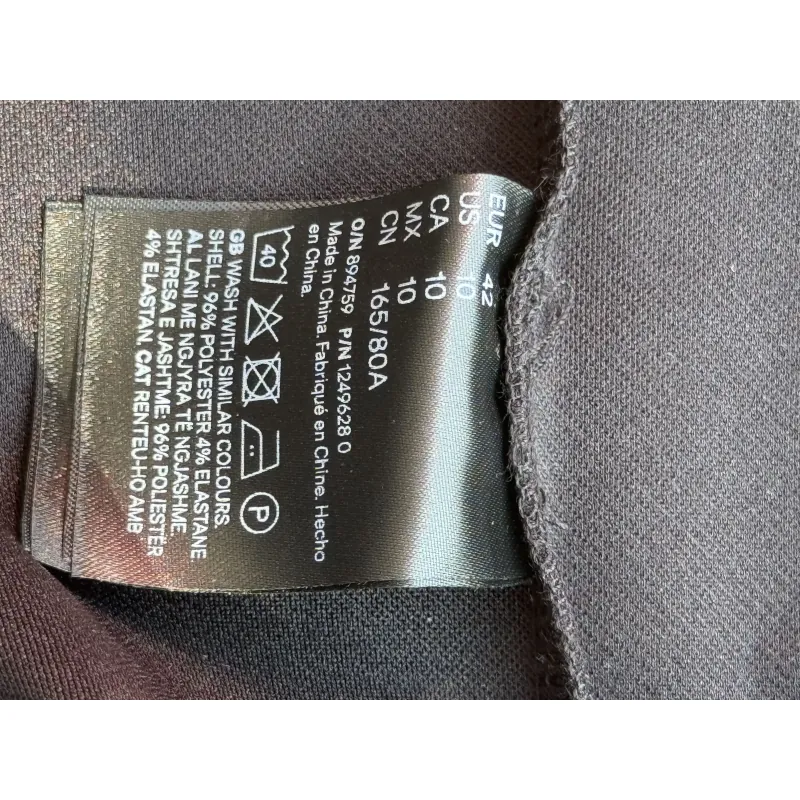 EUR 42
US 10
CA 10
MX 10
CN 165/80A
O/N 894759 P/N 1249628 0
Made in China. Fabriqué en Chine. Hecho
en China.
40 P
GB WASH WITH SIMILAR COLOURS.
SHELL: 96% POLYESTER 4% ELASTANE
AL LANI ME NGJYRA TË NGJASHME.
SHTRESA E JASHTME: 96% POLIESTËR
4% ELASTAN. CAT RENTEU-HO AMB